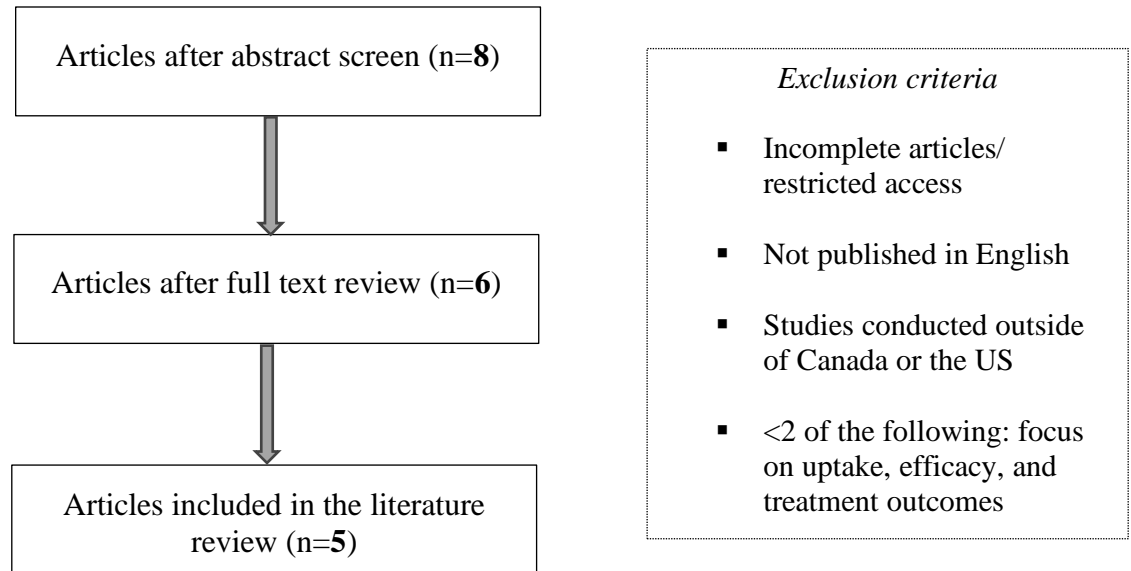 Articles after abstract screen (n=8)
Articles after full text review (n=6)
Articles included in the literature
review (n=5)
Exclusion criteria
▪ Incomplete articles/
restricted access
▪ Not published in English
▪ Studies conducted outside
of Canada or the US
▪ <2 of the following: focus
on uptake, efficacy, and
treatment outcomes